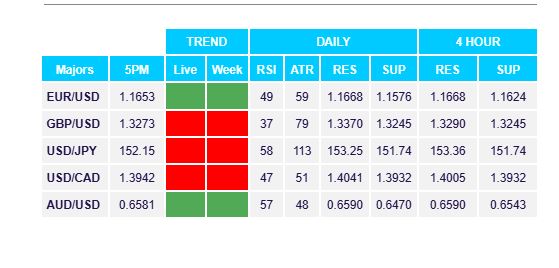 TREND DAILY 4 HOUR
Majors 5PM Live Week RSI ATR RES SUP RES SUP
EUR/USD 1.1653 49 59 1.1668 1.1576 1.1668 1.1624
GBP/USD 1.3273 37 79 1.3370 1.3245 1.3290 1.3245
USD/JPY 152.15 58 113 153.25 151.74 153.36 151.74
USD/CAD 1.3942 47 51 1.4041 1.3932 1.4005 1.3932
AUD/USD 0.6581 57 48 0.6590 0.6470 0.6590 0.6543